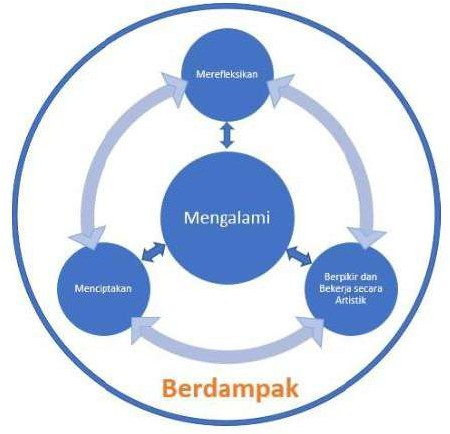 Merefleksikan
Mengalami
Menciptakan
Berpikir dan
Bekerja secara
Artistik
Berdampak